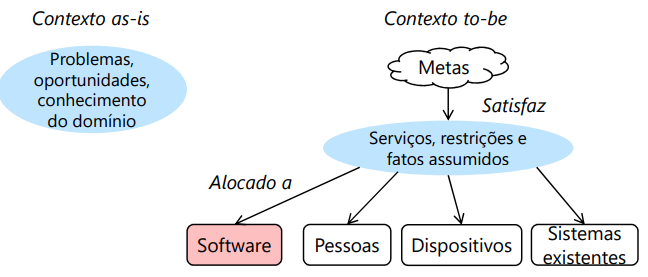 Contexto as-is
Problemas,
oportunidades,
conhecimento
do domínio
Contexto to-be
Metas
Satisfaz
Serviços, restrições e
fatos assumidos
Alocado a
Software
Pessoas
Dispositivos
Sistemas
existentes